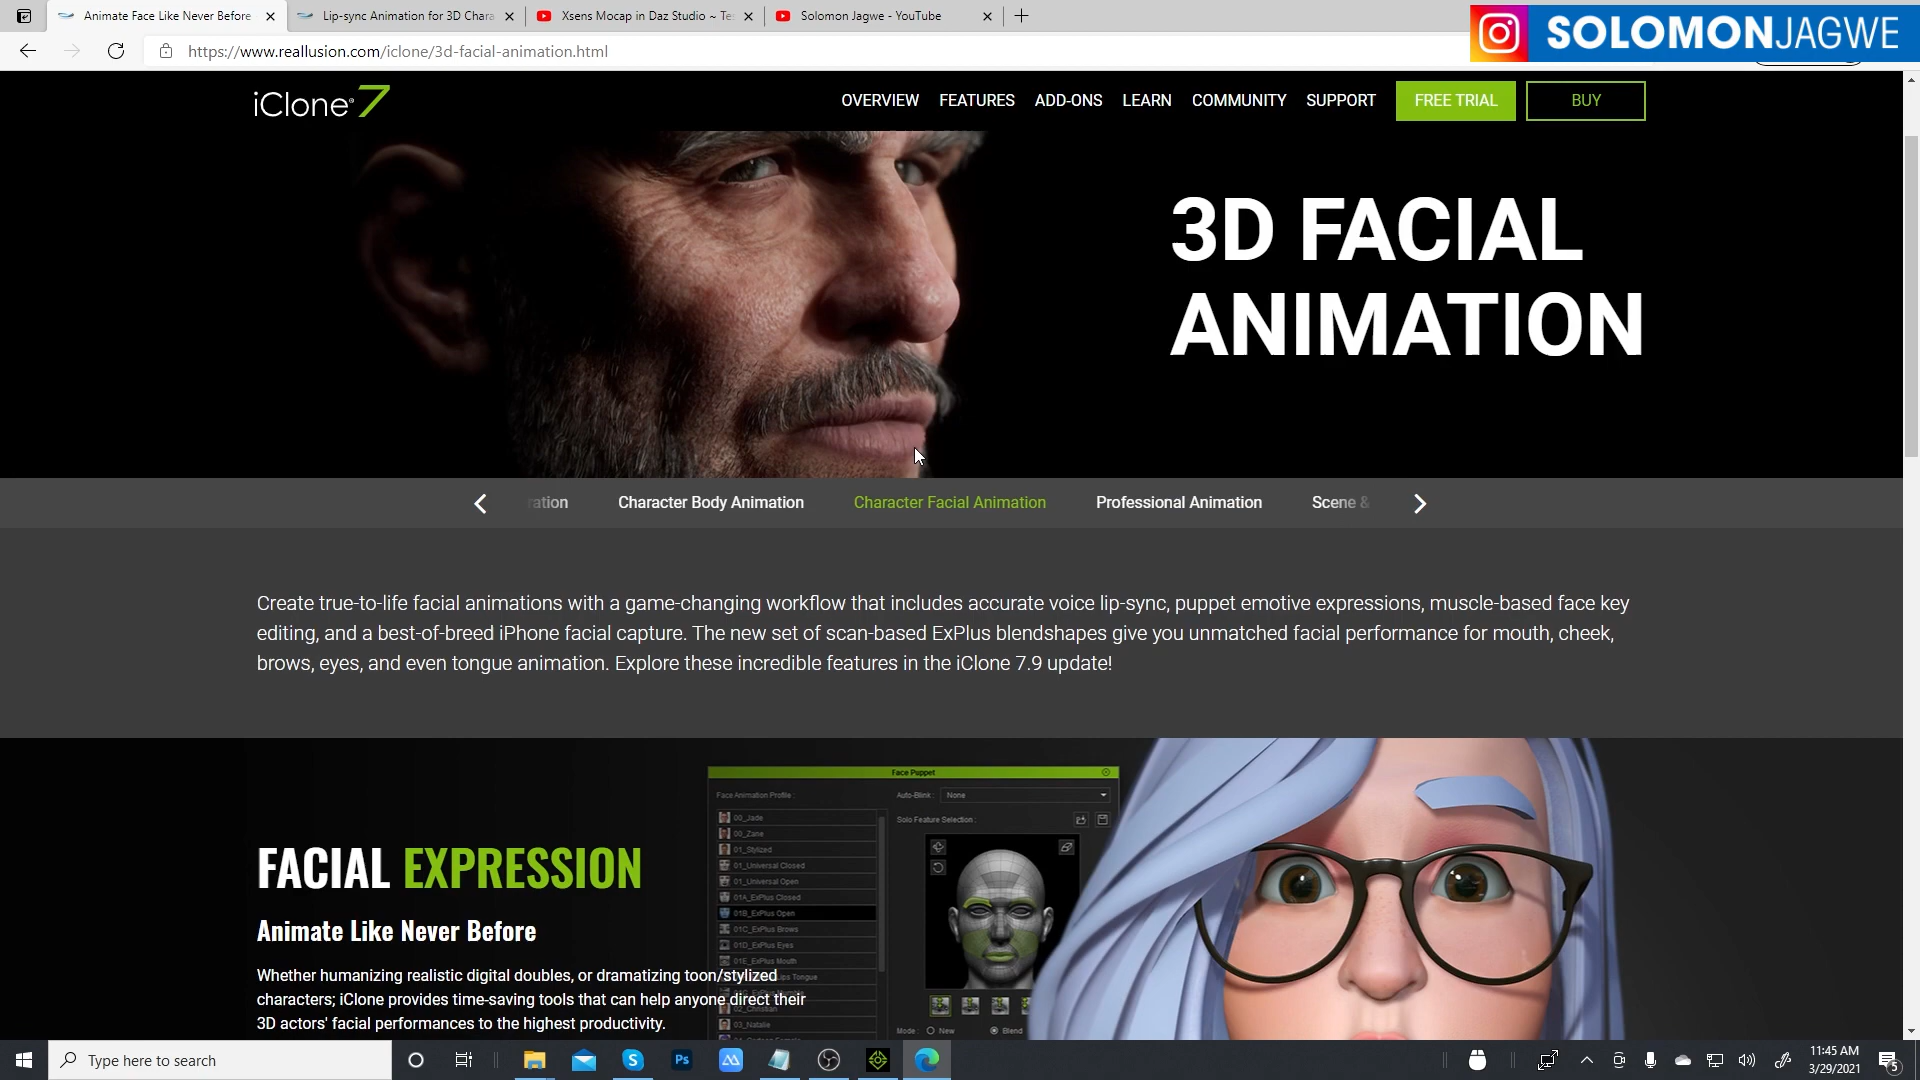 Animate Face Like Never Before
Lip-sync Animation for 3D Chara
Xsens Mocap in Daz Studio ~ Te
Solomon Jagwe - YouTube
SOLOMONJAGWE
https://www.reallusion.com/iclone/3d-facial-animation.html
iClone® 7
OVERVIEW
FEATURES
ADD-ONS
LEARN
COMMUNITY
SUPPORT
FREE TRIAL
BUY
3D FACIAL
ANIMATION
ration
Character Body Animation
Character Facial Animation
Professional Animation
Scene &
Create true-to-life facial animations with a game-changing workflow that includes accurate voice lip-sync, puppet emotive expressions, muscle-based face key
editing, and a best-of-breed iPhone facial capture. The new set of scan-based ExPlus blendshapes give you unmatched facial performance for mouth, cheek,
brows, eyes, and even tongue animation. Explore these incredible features in the iClone 7.9 update!
Face Puppet
Face Animation Profile :
Auto-Blink : None
Solo Feature Selection :
00_Jade
00_Zane
01_Stylized
01_Universal Closed
01_Universal Open
01A_ExPlus Closed
01B_ExPlus Open
01C_ExPlus Brows
01D_ExPlus Eyes
01E_ExPlus Mouth
02_Christian
03_Natalie
Mode : New Blend
FACIAL EXPRESSION
Animate Like Never Before
Whether humanizing realistic digital doubles, or dramatizing toon/stylized
characters; iClone provides time-saving tools that can help anyone direct their
3D actors' facial performances to the highest productivity.
Type here to search
Ps
11:45 AM
3/29/2021
5